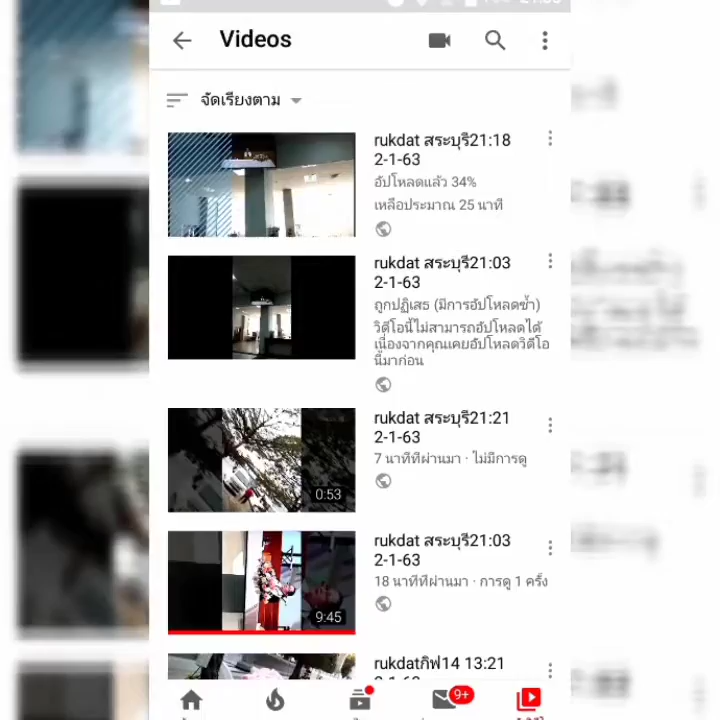 Videos
จัดเรียงตาม
rukdat สระบุรี21:18
2-1-63
อัปโหลดแล้ว 34%
เหลือประมาณ 25 นาที
rukdat สระบุรี21:03
2-1-63
ถูกปฏิเสธ (มีการอัปโหลดซ้ำ)
วิดีโอนี้ไม่สามารถอัปโหลดได้
เนื่องจากคุณเคยอัปโหลดวิดีโอ
นี้มาก่อน
rukdat สระบุรี21:21
2-1-63
7 นาทีที่ผ่านมา · ไม่มีการดู
0:53
rukdat สระบุรี21:03
2-1-63
18 นาทีที่ผ่านมา · การดู 1 ครั้ง
9:45
rukdatกิฟ14 13:21
9+